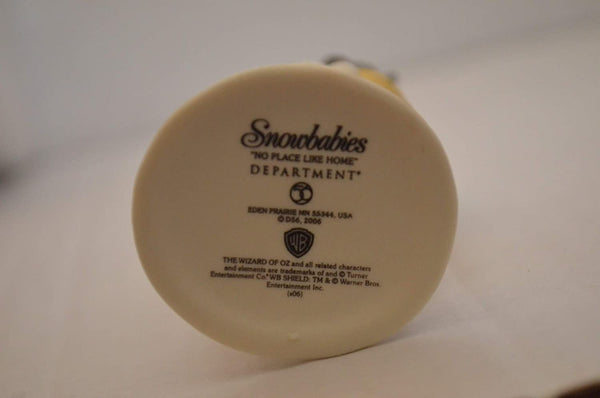 Snowbabies
"NO PLACE LIKE HOME"
DEPARTMENT®
56
EDEN PRAIRIE MN 55344, USA
© D56, 2006
WB
THE WIZARD OF OZ and all related characters
and elements are trademarks of and © Turner
Entertainment Co. WB SHIELD: TM & © Warner Bros.
Entertainment Inc.
(s06)